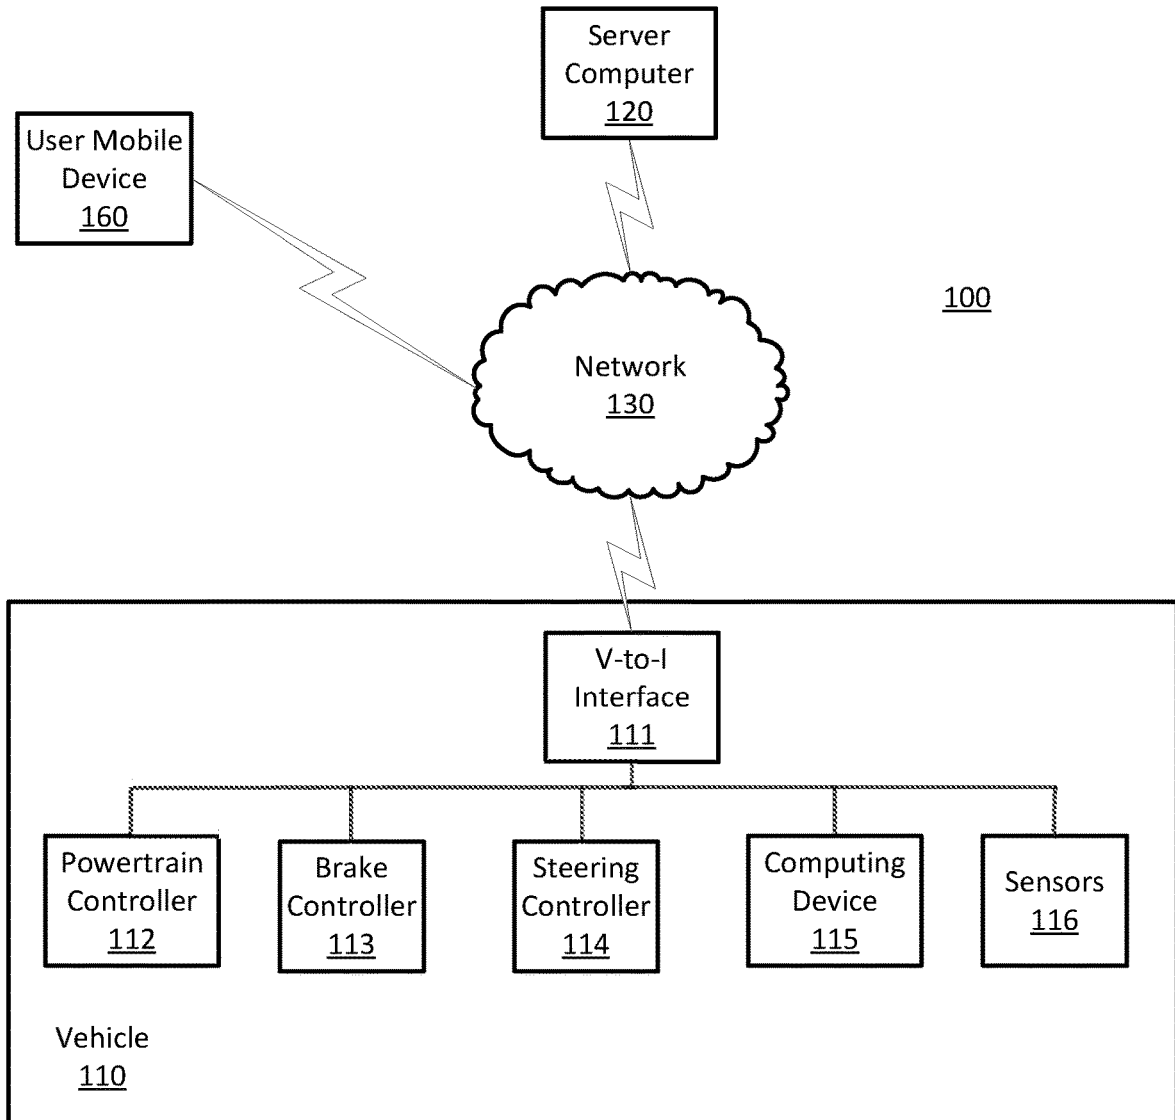 Server
Computer
120
User Mobile
Device
160
100
Network
130
V-to-I
Interface
111
Powertrain
Controller
112
Brake
Controller
113
Steering
Controller
114
Computing
Device
115
Sensors
116
Vehicle
110